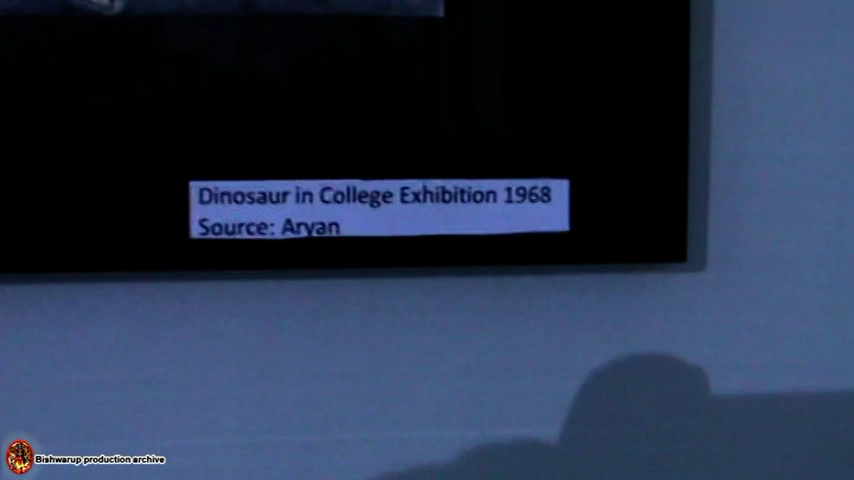 Dinosaur in College Exhibition 1968
Source: Aryan
Bishwarup production archive